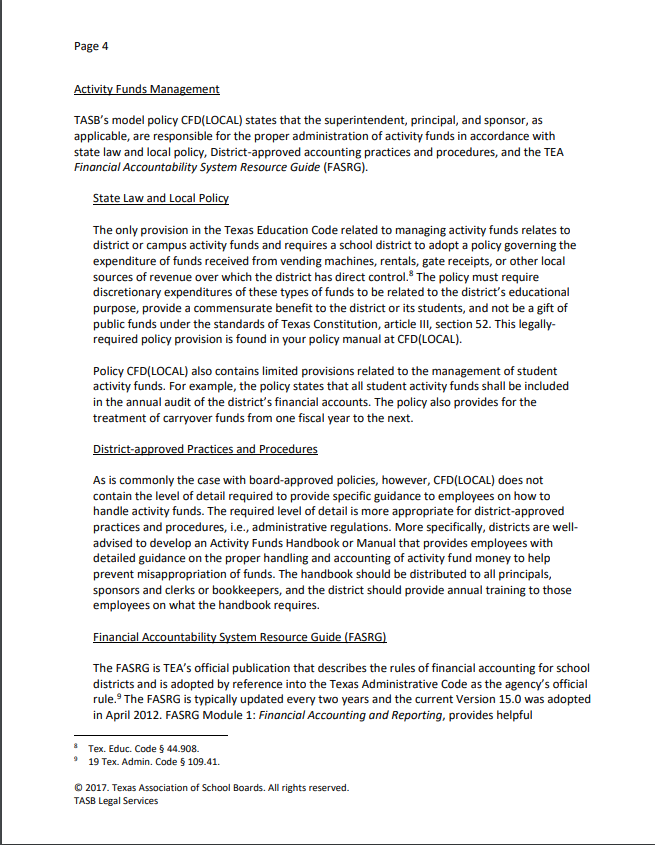 Page 4
Activity Funds Management
TASB's model policy CFD(LOCAL) states that the superintendent, principal, and sponsor, as
applicable, are responsible for the proper administration of activity funds in accordance with
state law and local policy, District-approved accounting practices and procedures, and the TEA
Financial Accountability System Resource Guide (FASRG).
State Law and Local Policy
The only provision in the Texas Education Code related to managing activity funds relates to
district or campus activity funds and requires a school district to adopt a policy governing the
expenditure of funds received from vending machines, rentals, gate receipts, or other local
sources of revenue over which the district has direct control.8 The policy must require
discretionary expenditures of these types of funds to be related to the district's educational
purpose, provide a commensurate benefit to the district or its students, and not be a gift of
public funds under the standards of Texas Constitution, article III, section 52. This legally-
required policy provision is found in your policy manual at CFD(LOCAL).
Policy CFD(LOCAL) also contains limited provisions related to the management of student
activity funds. For example, the policy states that all student activity funds shall be included
in the annual audit of the district's financial accounts. The policy also provides for the
treatment of carryover funds from one fiscal year to the next.
District-approved Practices and Procedures
As is commonly the case with board-approved policies, however, CFD(LOCAL) does not
contain the level of detail required to provide specific guidance to employees on how to
handle activity funds. The required level of detail is more appropriate for district-approved
practices and procedures, i.e., administrative regulations. More specifically, districts are well-
advised to develop an Activity Funds Handbook or Manual that provides employees with
detailed guidance on the proper handling and accounting of activity fund money to help
prevent misappropriation of funds. The handbook should be distributed to all principals,
sponsors and clerks or bookkeepers, and the district should provide annual training to those
employees on what the handbook requires.
Financial Accountability System Resource Guide (FASRG)
The FASRG is TEA's official publication that describes the rules of financial accounting for school
districts and is adopted by reference into the Texas Administrative Code as the agency's official
rule.9 The FASRG is typically updated every two years and the current Version 15.0 was adopted
in April 2012. FASRG Module 1: Financial Accounting and Reporting, provides helpful
8 Tex. Educ. Code § 44.908.
9 19 Tex. Admin. Code § 109.41.
© 2017. Texas Association of School Boards. All rights reserved.
TASB Legal Services